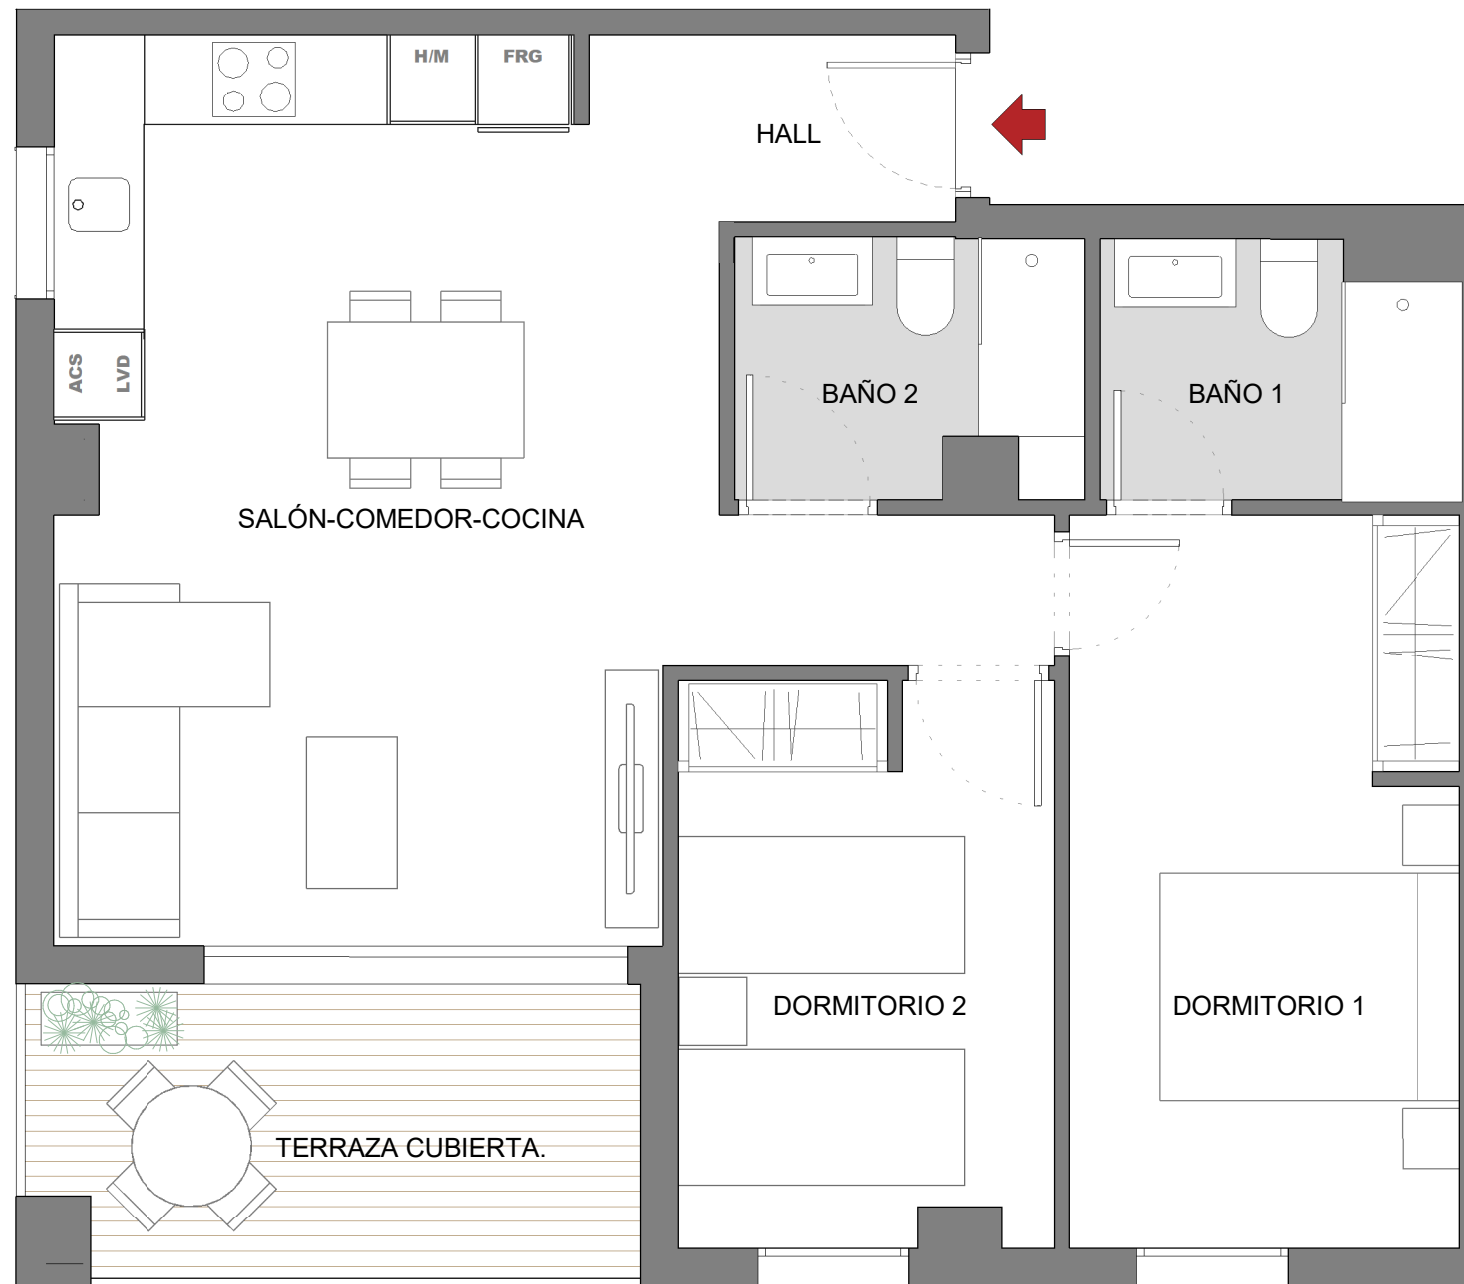 H/M
FRG
HALL
ACS
LVD
BAÑO 2
BAÑO 1
SALÓN-COMEDOR-COCINA
DORMITORIO 2
DORMITORIO 1
TERRAZA CUBIERTA.